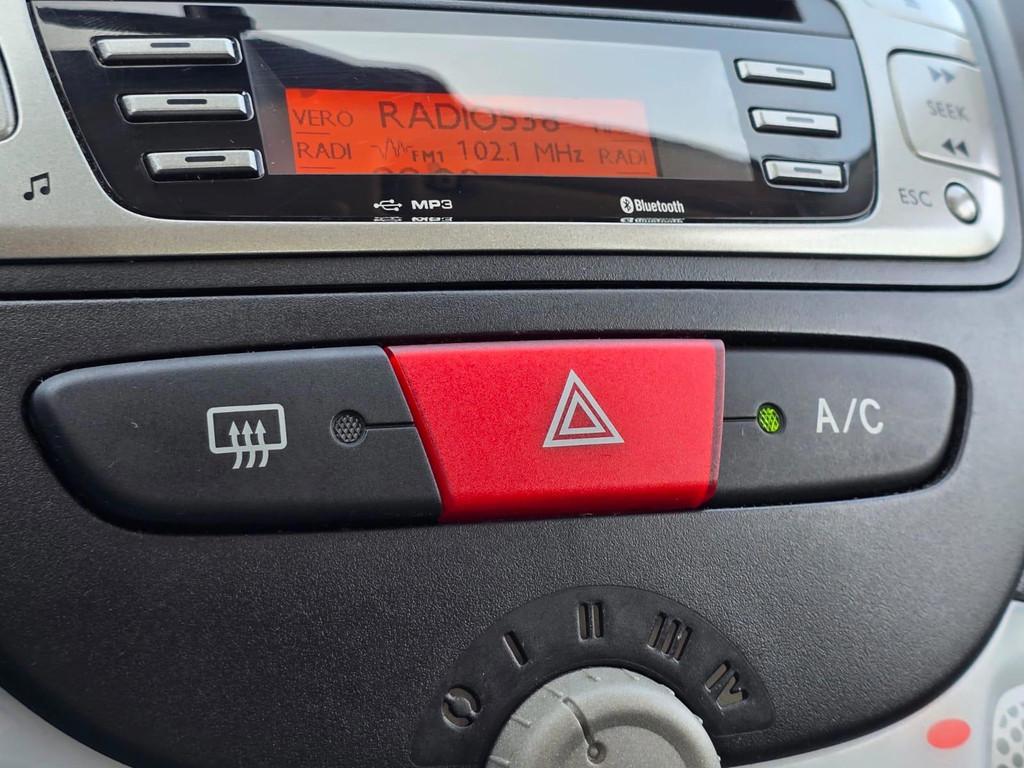 VERO RADIO538
RADI FM1 102.1 MHz RADI
MP3 Bluetooth
SEEK
ESC
A/C
I II III IV